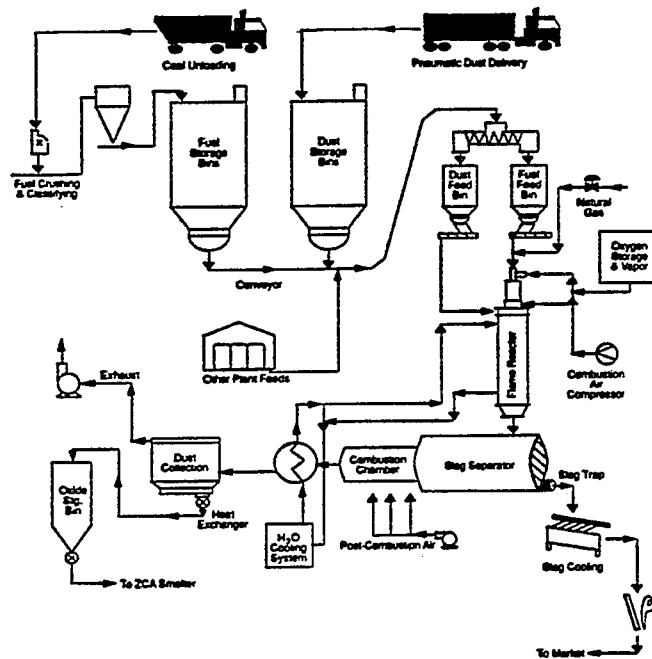 Coal Unloading
Pneumatic Dust Delivery
Fuel
Storage
Bins
Dust
Storage
Bins
Fuel Crushing
& Classifying
Dust
Feed
Bin
Fuel
Feed
Bin
Natural
Gas
Oxygen
Storage
& Vapor
Conveyor
Other Plant Feeds
Flame Reactor
Combustion
Air
Compressor
Exhaust
Dust
Collection
Combustion
Chamber
Slag Separator
Slag Trap
Oxide
Stg.
Bin
Heat
Exchanger
H2O
Cooling
System
Post-Combustion Air
Slag Cooling
To ZCA Smelter
To Market